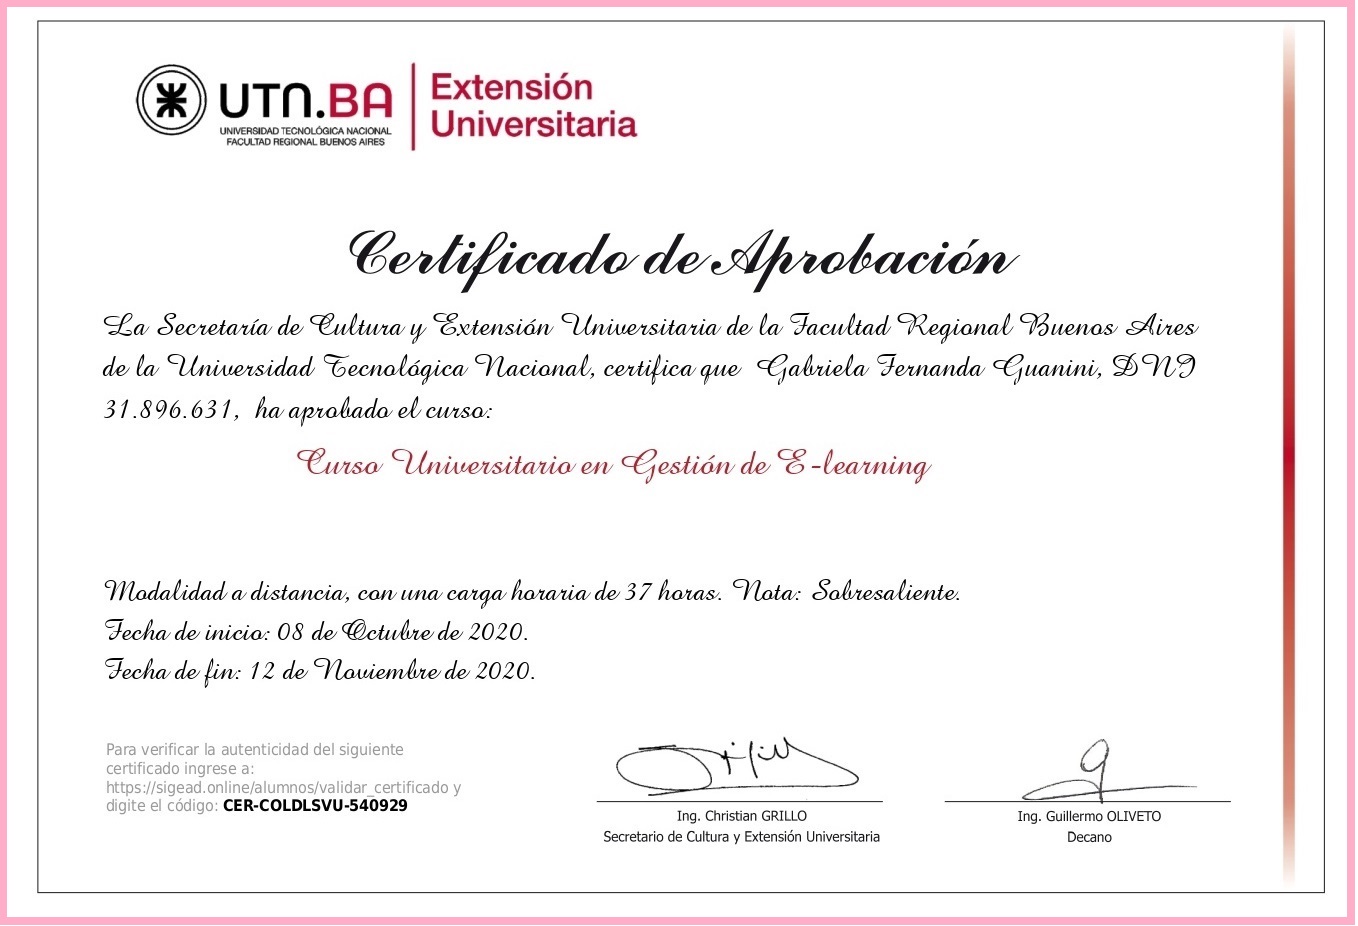 UTN.BA
UNIVERSIDAD TECNOLÓGICA NACIONAL
FACULTAD REGIONAL BUENOS AIRES
Extensión
Universitaria
Certificado de Aprobación
La Secretaría de Cultura y Extensión Universitaria de la Facultad Regional Buenos Aires
de la Universidad Tecnológica Nacional, certifica que Gabriela Fernanda Guanini, DNI
31.896.631, ha aprobado el curso:
Curso Universitario en Gestión de E-learning
Modalidad a distancia, con una carga horaria de 37 horas. Nota: Sobresaliente.
Fecha de inicio: 08 de Octubre de 2020.
Fecha de fin: 12 de Noviembre de 2020.
Para verificar la autenticidad del siguiente
certificado ingrese a:
https://sigead.online/alumnos/validar_certificado y
digite el código: CER-COLDLSVU-540929
Ing. Christian GRILLO
Secretario de Cultura y Extensión Universitaria
Ing. Guillermo OLIVETO
Decano